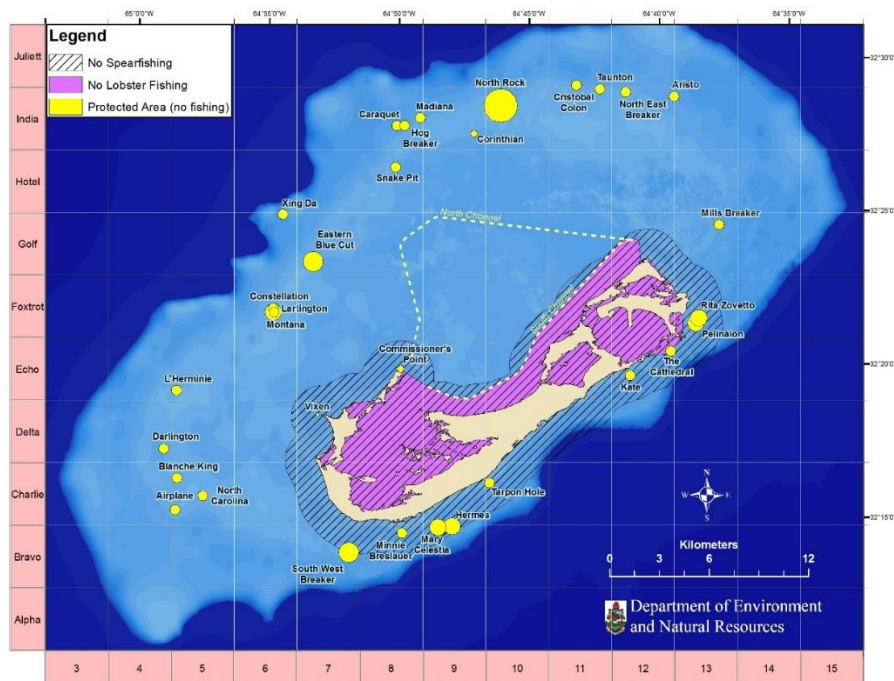 65°0'0"W
64°55'0"W
64°50'0"W
64°45'0"W
64°40'0"W
64°35'0"W
Legend
No Spearfishing
No Lobster Fishing
Protected Area (no fishing)
Juliett
India
Hotel
Golf
Foxtrot
Echo
Delta
Charlie
Bravo
Alpha
32°30'0"N
32°25'0"N
32°20'0"N
32°15'0"N
North Rock
Taunton
Cristobal
Colon
Aristo
North East
Breaker
Madiana
Caraquet
Hog
Breaker
Corinthian
Snake Pit
Xing Da
North Channel
Mills Breaker
Eastern
Blue Cut
Constellation
Lartington
Montana
Rita Zovetto
Pelinaion
Commissioner's
Point
The
Cathedral
Kate
L'Herminie
Vixen
Darlington
Blanche King
Airplane
North
Carolina
Tarpon Hole
Hermes
Mary
Celestia
Minnie
Breslauer
South West
Breaker
N
W
E
S
Kilometers
0
3
6
12
Department of Environment
and Natural Resources
3
4
5
6
7
8
9
10
11
12
13
14
15